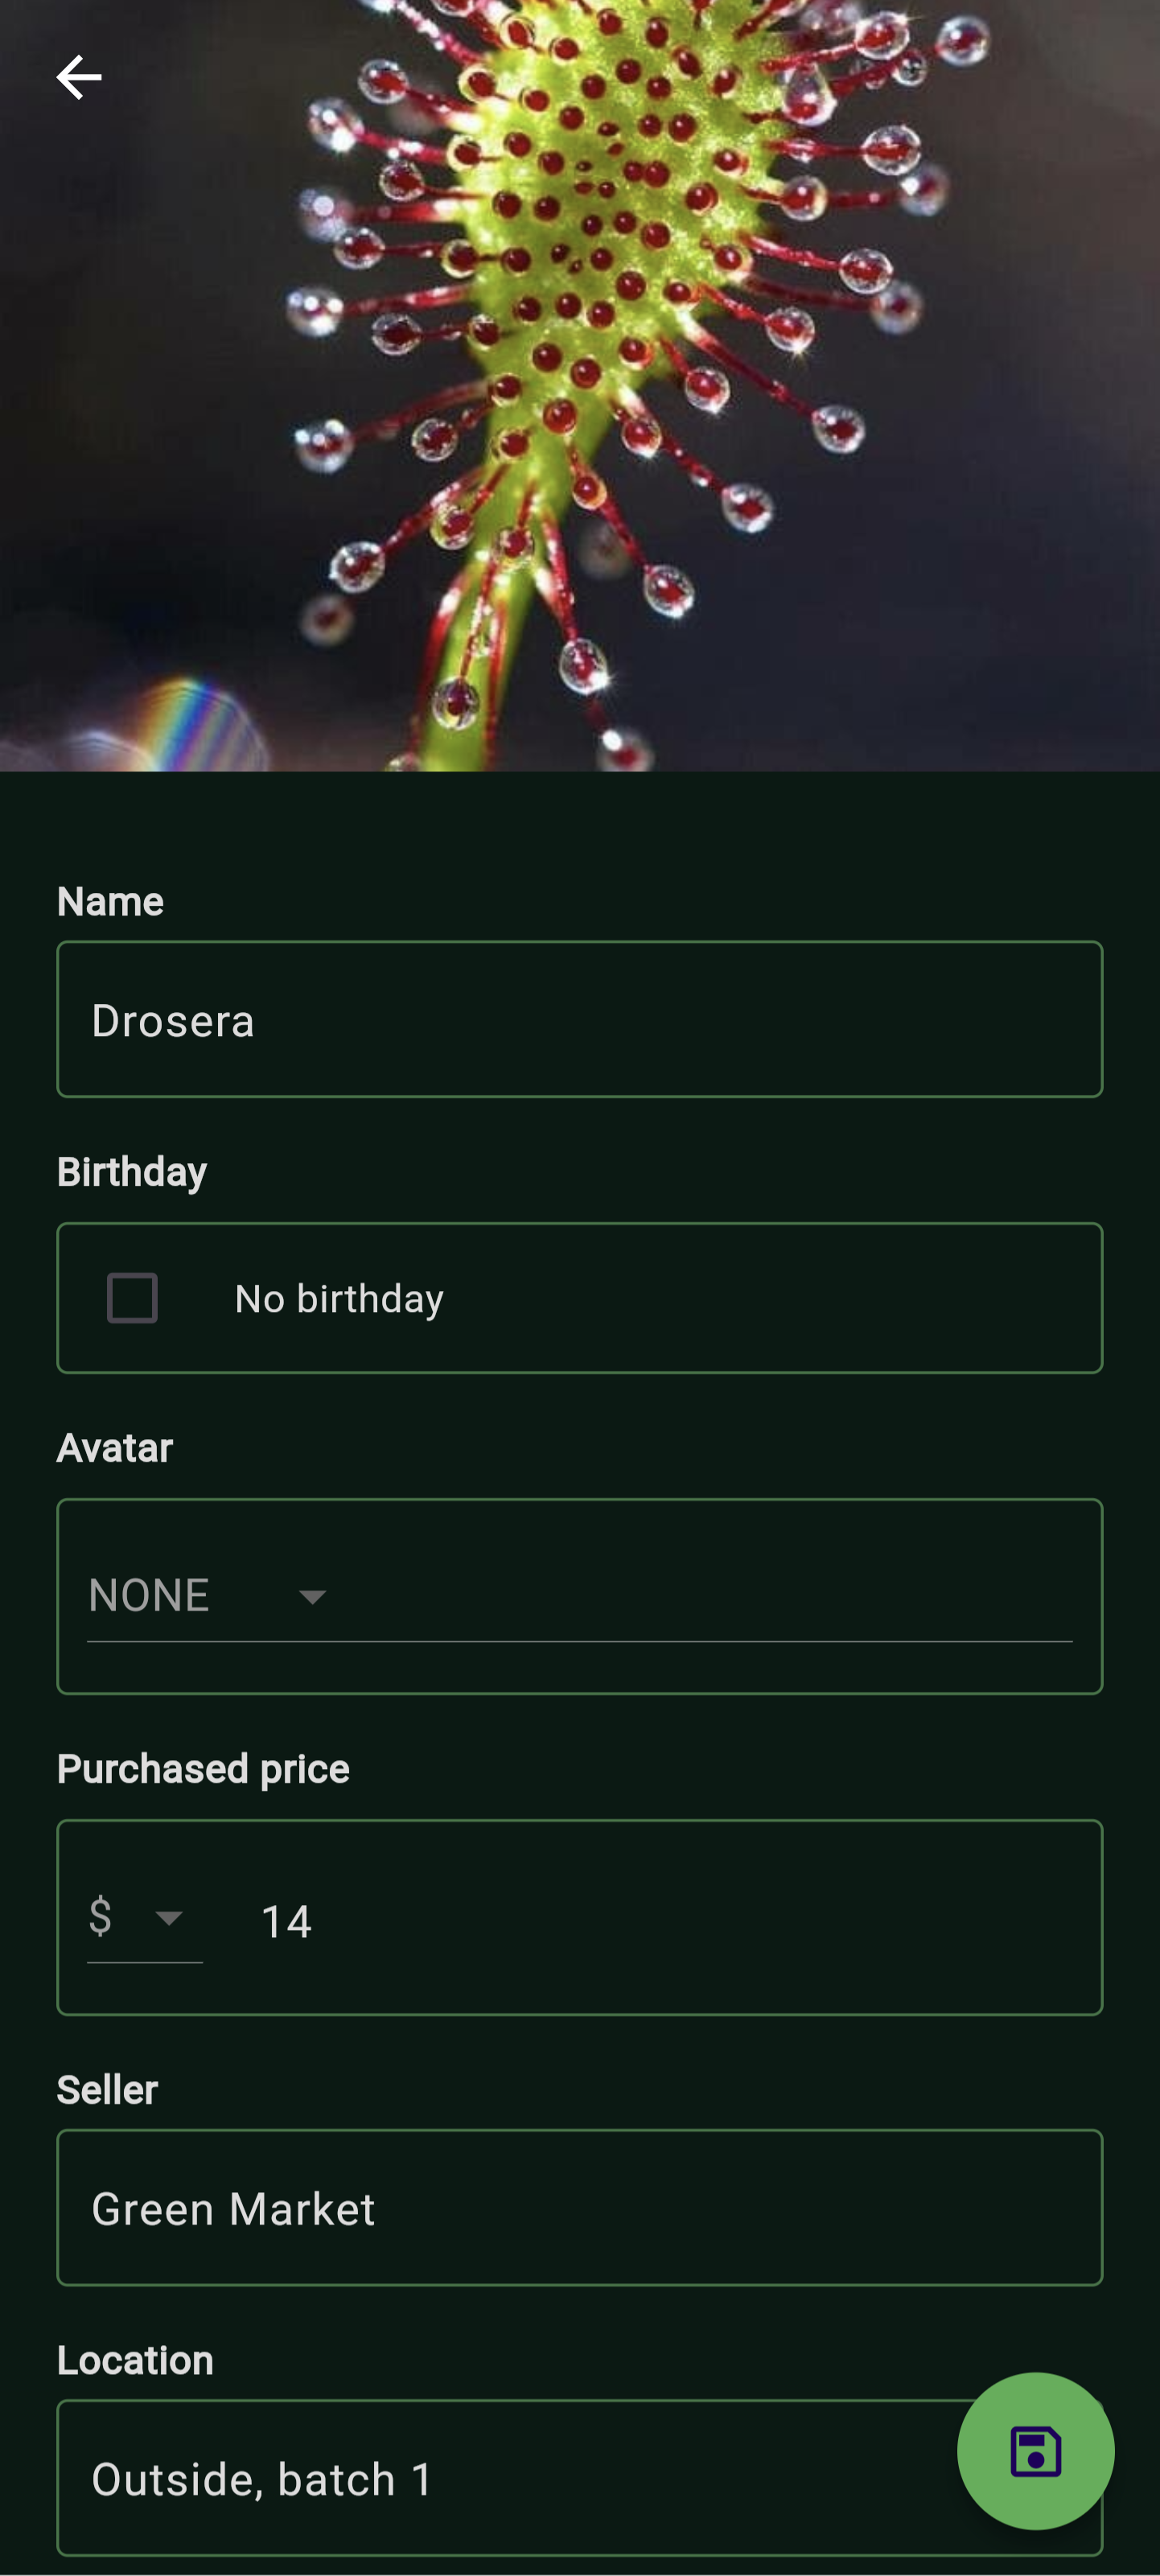 Name
Drosera
Birthday
No birthday
Avatar
NONE
Purchased price
$ 14
Seller
Green Market
Location
Outside, batch 1